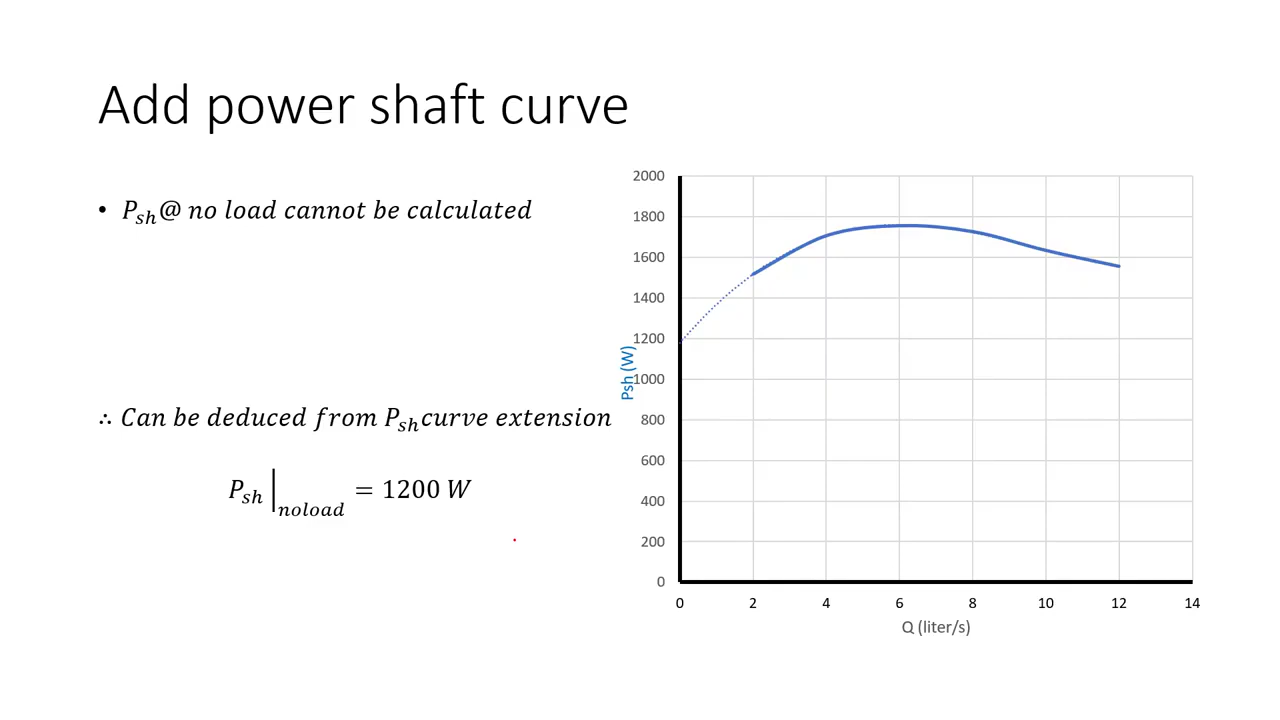 Add power shaft curve
• P_sh@ no load cannot be calculated
∴ Can be deduced from P_sh curve extension
P_sh |_noload = 1200 W
2000
1800
1600
1400
1200
1000
800
600
400
200
0
Psh (W)
0 2 4 6 8 10 12 14
Q (liter/s)